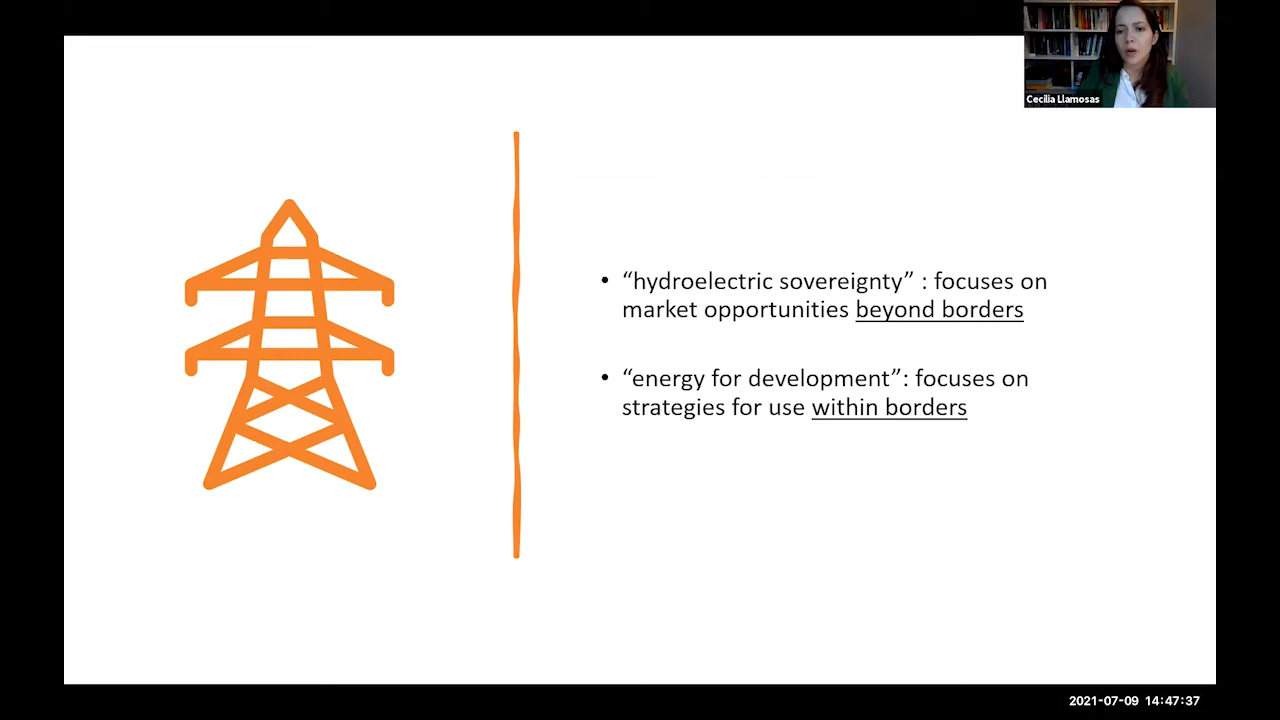 Cecilia Llamosas
• “hydroelectric sovereignty” : focuses on
market opportunities beyond borders
• “energy for development”: focuses on
strategies for use within borders
2021-07-09 14:47:37